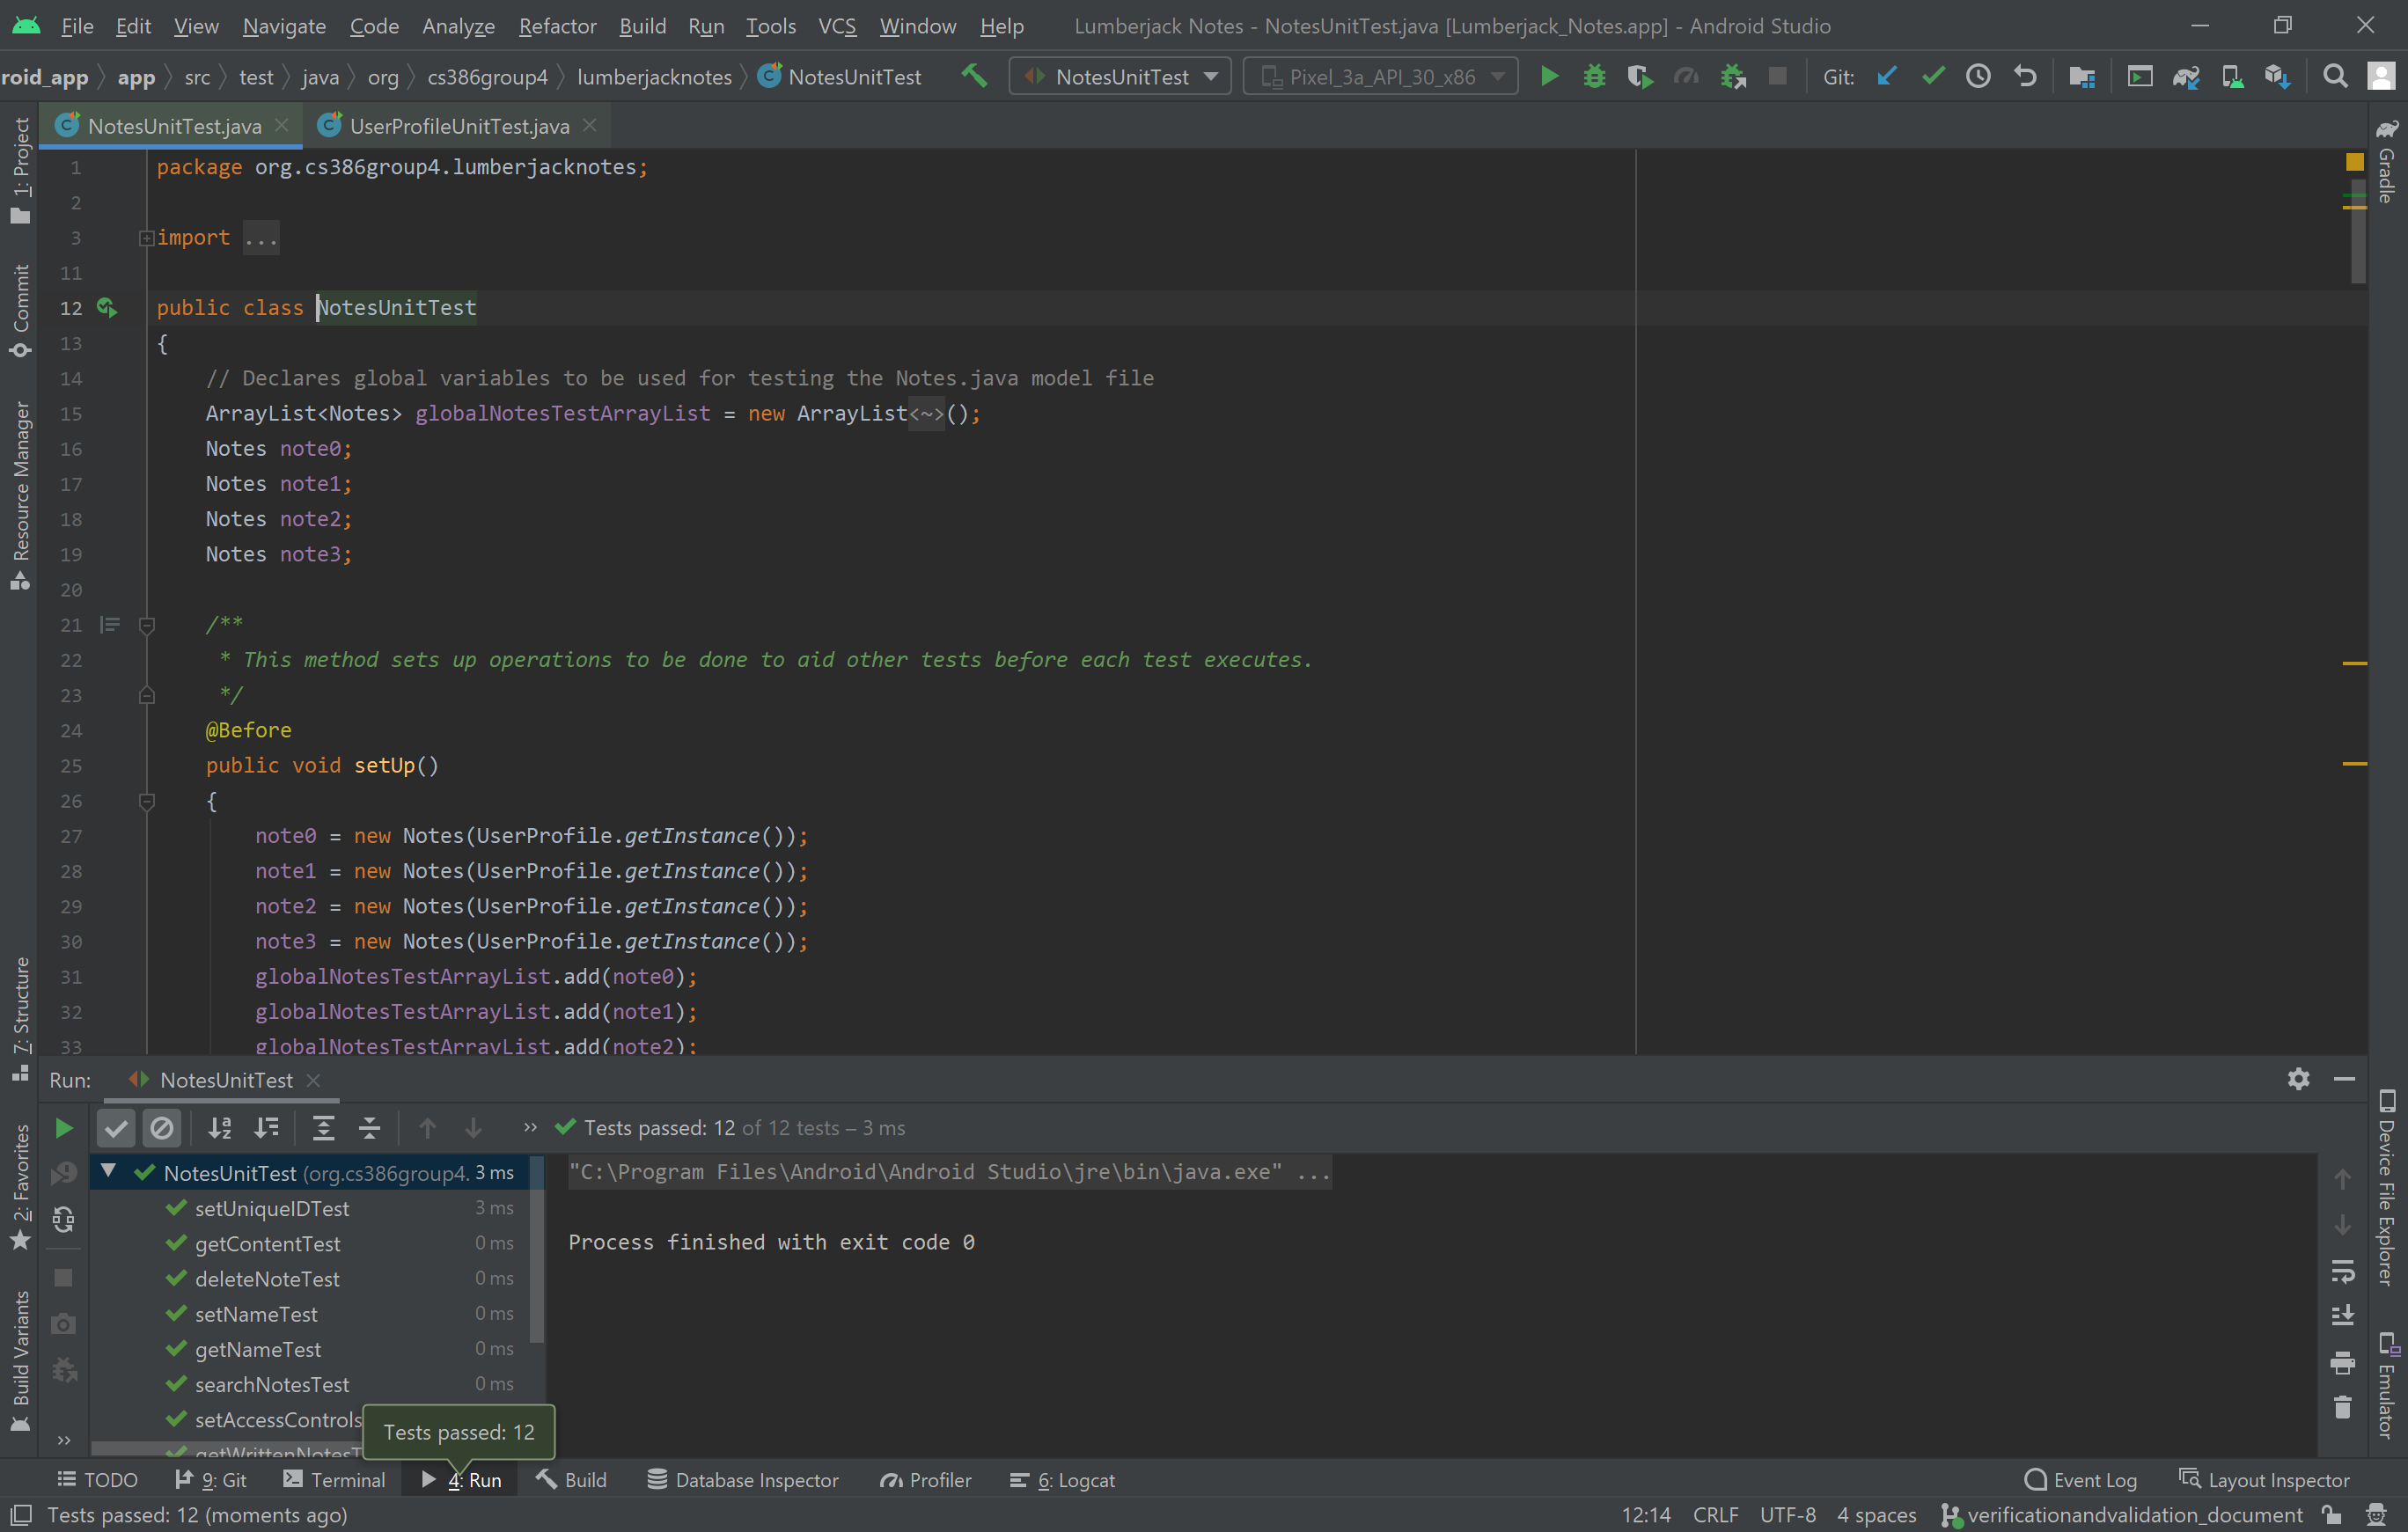 File Edit View Navigate Code Analyze Refactor Build Run Tools VCS Window Help Lumberjack Notes - NotesUnitTest.java [Lumberjack_Notes.app] - Android Studio
roid_app app src test java org cs386group4 lumberjacknotes NotesUnitTest NotesUnitTest Pixel_3a_API_30_x86 Git:
NotesUnitTest.java UserProfileUnitTest.java
1: Project
Commit
Resource Manager
7: Structure
2: Favorites
Build Variants
1 package org.cs386group4.lumberjacknotes;
2
3 import ...
11
12 public class NotesUnitTest
13 {
14 // Declares global variables to be used for testing the Notes.java model file
15 ArrayList<Notes> globalNotesTestArrayList = new ArrayList<~>();
16 Notes note0;
17 Notes note1;
18 Notes note2;
19 Notes note3;
20
21 /**
22 * This method sets up operations to be done to aid other tests before each test executes.
23 */
24 @Before
25 public void setUp()
26 {
27 note0 = new Notes(UserProfile.getInstance());
28 note1 = new Notes(UserProfile.getInstance());
29 note2 = new Notes(UserProfile.getInstance());
30 note3 = new Notes(UserProfile.getInstance());
31 globalNotesTestArrayList.add(note0);
32 globalNotesTestArrayList.add(note1);
33 globalNotesTestArrayList.add(note2);
Gradle
Device File Explorer
Emulator
Run: NotesUnitTest
Tests passed: 12 of 12 tests – 3 ms
NotesUnitTest (org.cs386group4. 3 ms
setUniqueIDTest 3 ms
getContentTest 0 ms
deleteNoteTest 0 ms
setNameTest 0 ms
getNameTest 0 ms
searchNotesTest 0 ms
setAccessControls
getWrittenNotesT
"C:\Program Files\Android\Android Studio\jre\bin\java.exe" ...
Process finished with exit code 0
Tests passed: 12
TODO 9: Git Terminal 4: Run Build Database Inspector Profiler 6: Logcat Event Log Layout Inspector
Tests passed: 12 (moments ago) 12:14 CRLF UTF-8 4 spaces verificationandvalidation_document